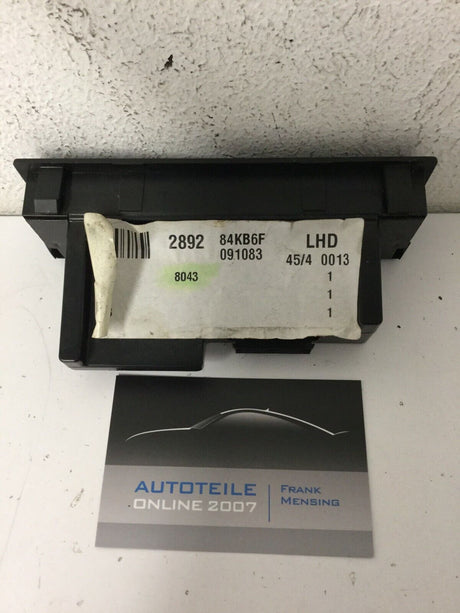 2892 84KB6F LHD
091083 45/4 0013
8043 1
1
1
AUTOTEILE
ONLINE 2007
FRANK
MENSING